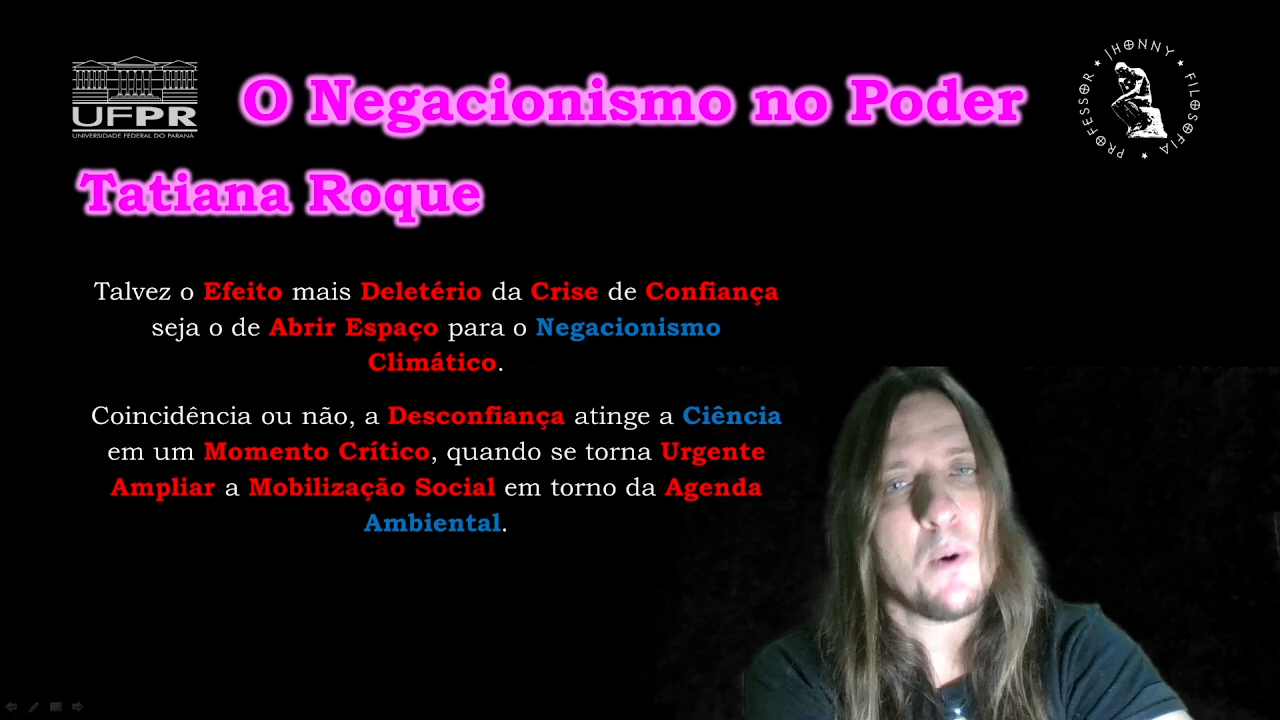 UFPR
UNIVERSIDADE FEDERAL DO PARANÁ
O Negacionismo no Poder
PROFESSOR ★ JHONNY ★ FILOSOFIA ★
Tatiana Roque
Talvez o Efeito mais Deletério da Crise de Confiança
seja o de Abrir Espaço para o Negacionismo
Climático.
Coincidência ou não, a Desconfiança atinge a Ciência
em um Momento Crítico, quando se torna Urgente
Ampliar a Mobilização Social em torno da Agenda
Ambiental.